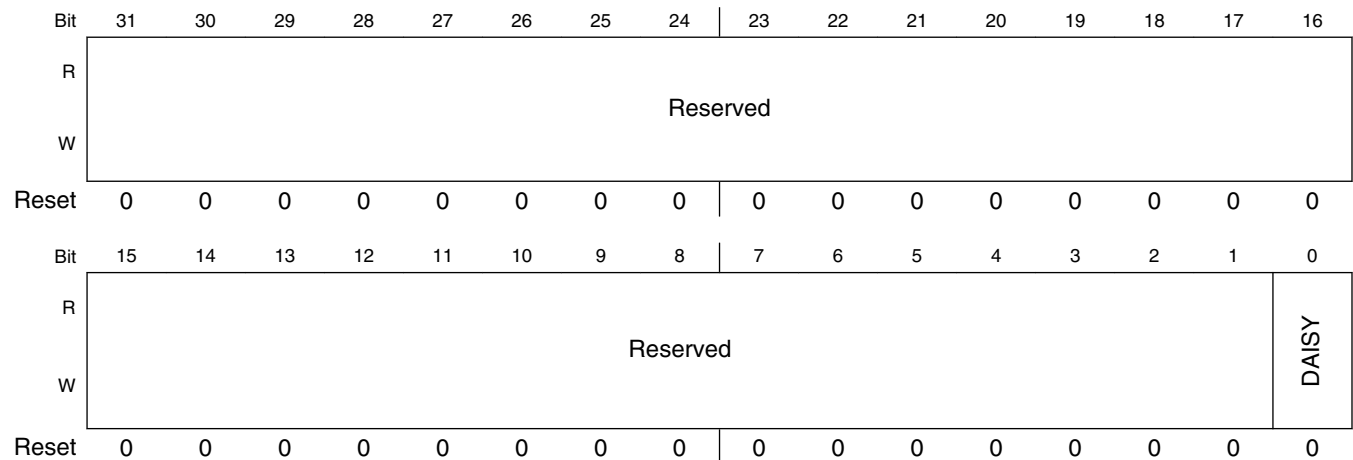 Bit 31 30 29 28 27 26 25 24 23 22 21 20 19 18 17 16
R
Reserved
W
Reset 0 0 0 0 0 0 0 0 0 0 0 0 0 0 0 0
Bit 15 14 13 12 11 10 9 8 7 6 5 4 3 2 1 0
R
Reserved
DAISY
W
Reset 0 0 0 0 0 0 0 0 0 0 0 0 0 0 0 0